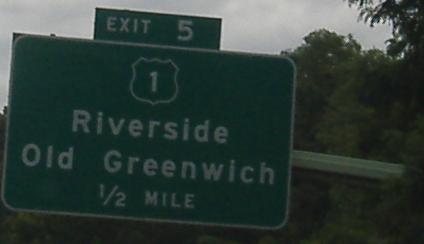 EXIT 5
1
Riverside
Old Greenwich
1/2 MILE